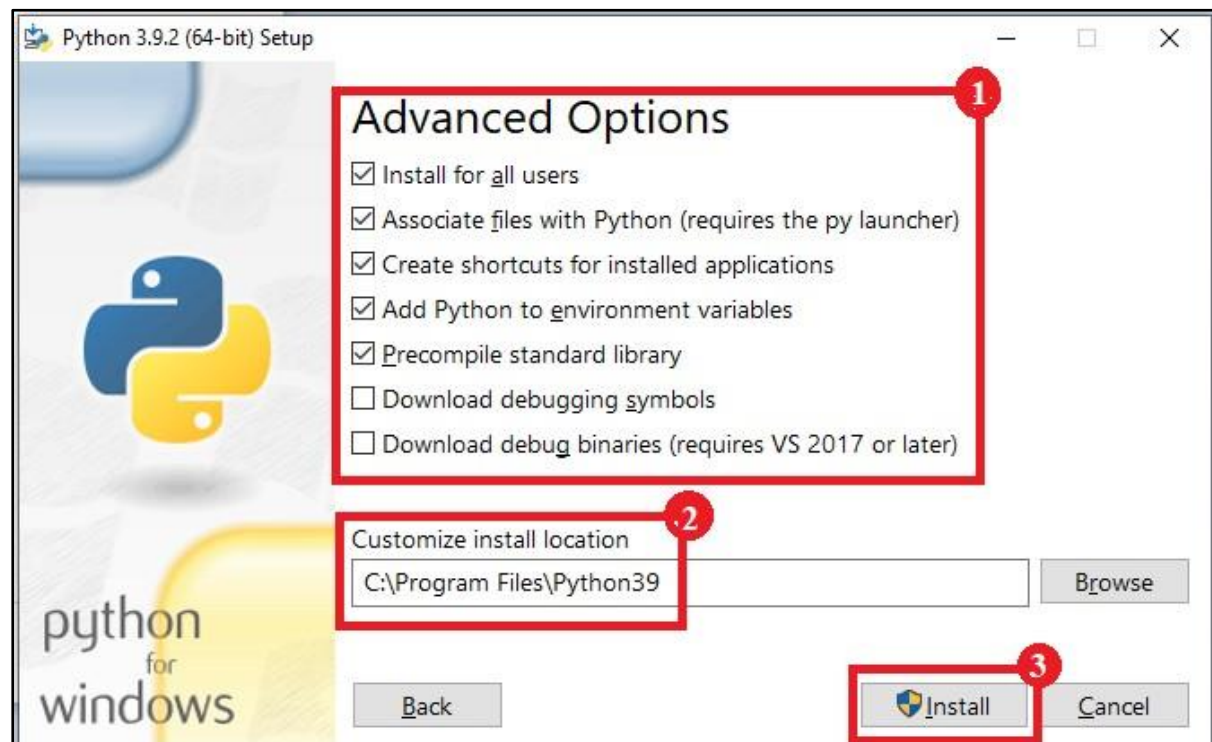 Python 3.9.2 (64-bit) Setup
1
Advanced Options
Install for all users
Associate files with Python (requires the py launcher)
Create shortcuts for installed applications
Add Python to environment variables
Precompile standard library
Download debugging symbols
Download debug binaries (requires VS 2017 or later)
2
Customize install location
C:\Program Files\Python39
Browse
python
for
windows
3
Back
Install
Cancel